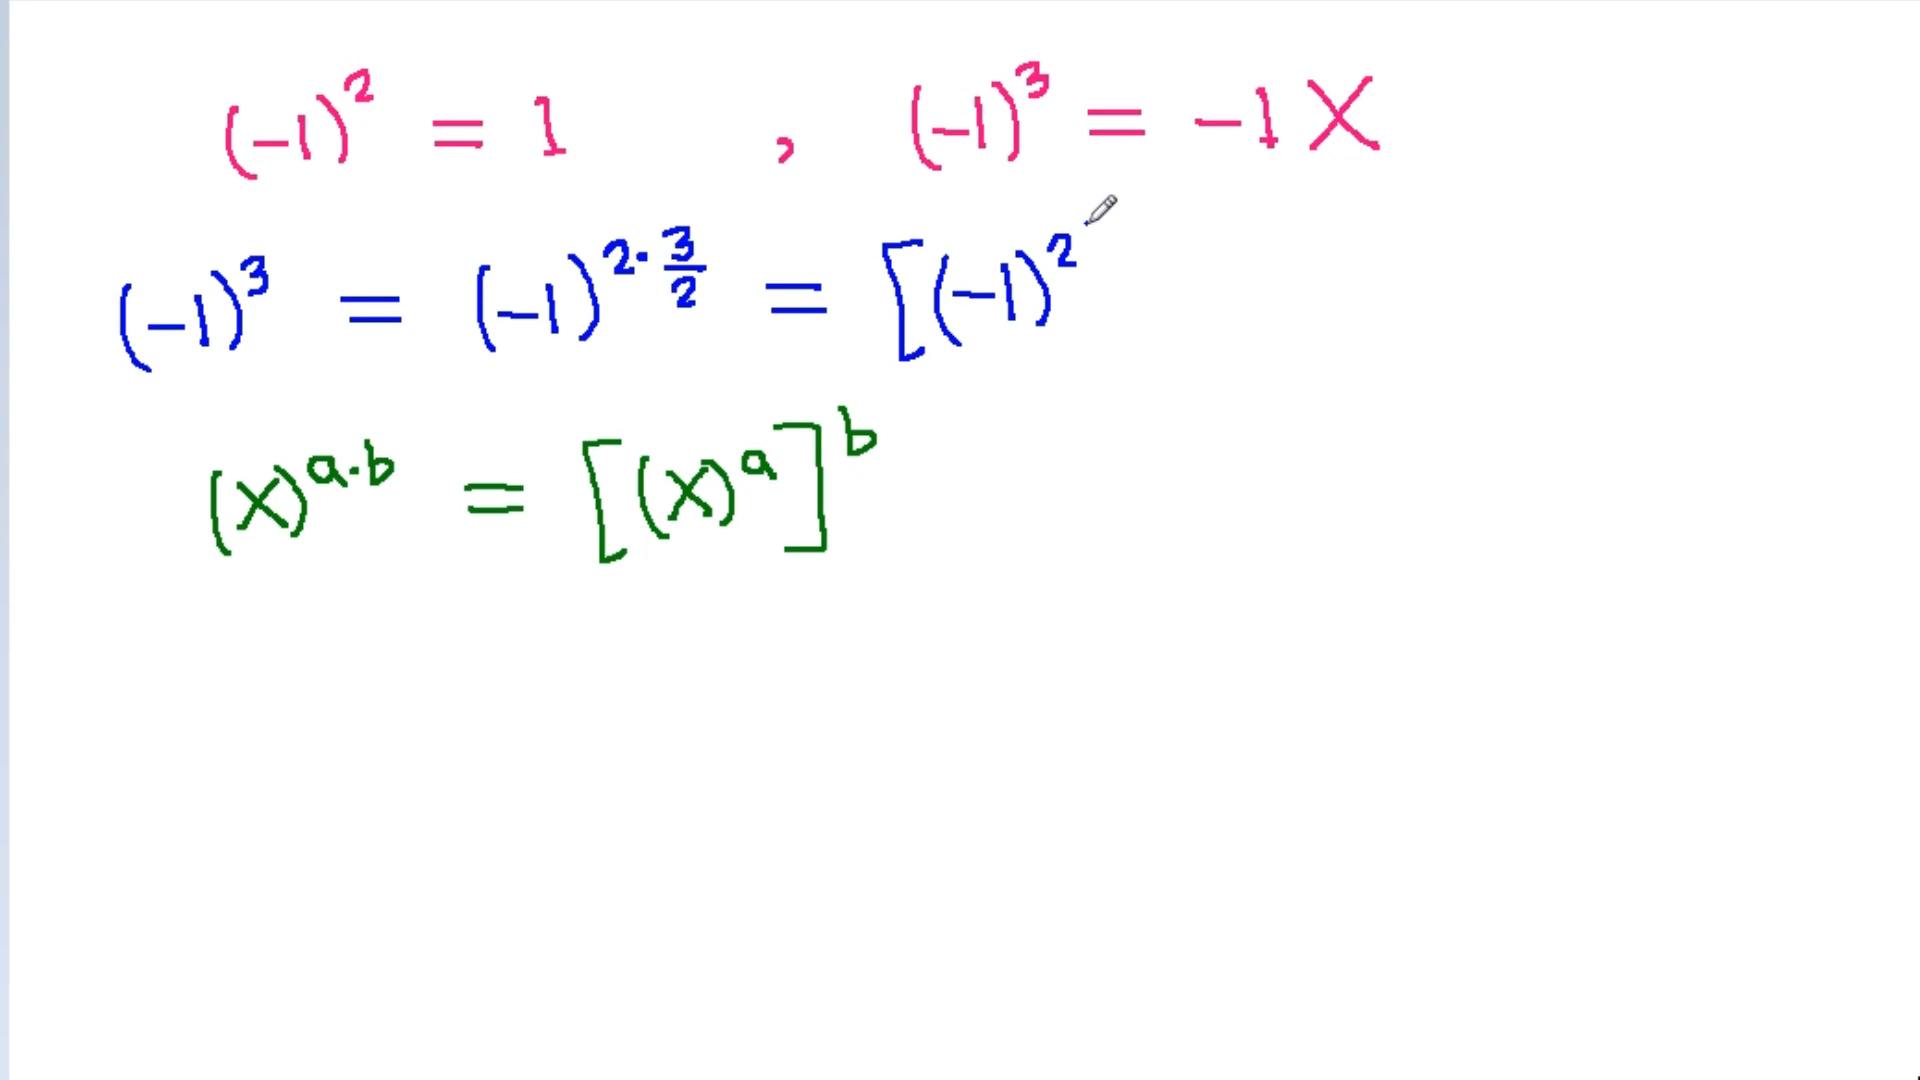 (-1)² = 1 , (-1)³ = -1 X
(-1)³ = (-1)^{2·3/2} = [(-1)²
(x)^{a·b} = [(x)^a]^b